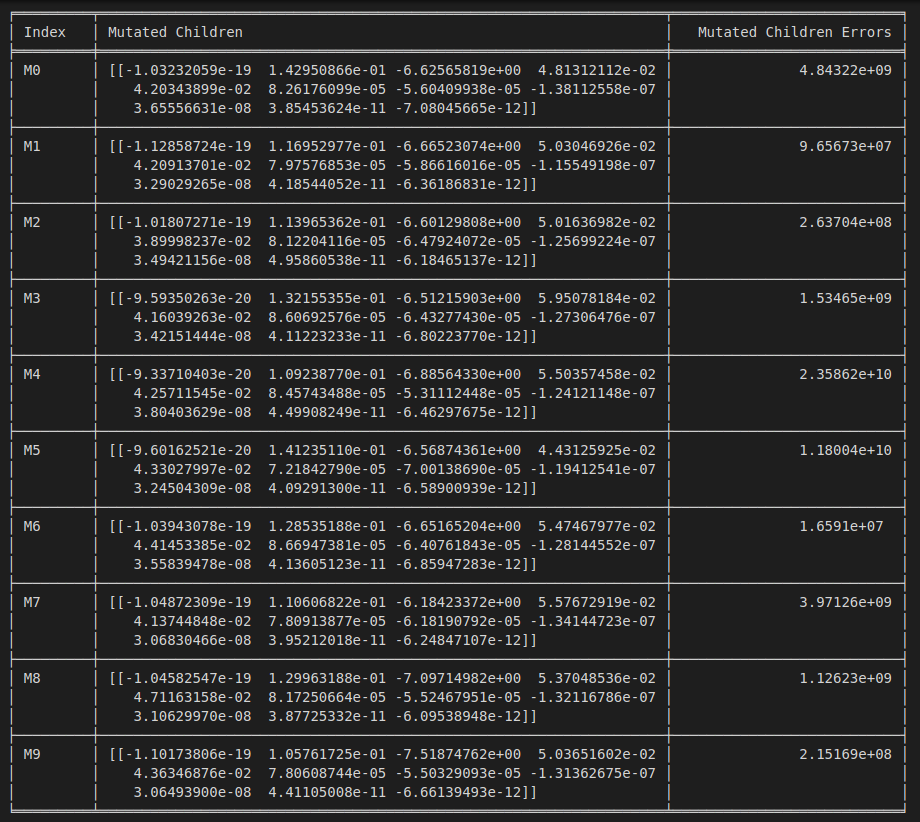 Index Mutated Children Mutated Children Errors
M0 [[-1.03232059e-19 1.42950866e-01 -6.62565819e+00 4.81312112e-02 4.84322e+09
4.20343899e-02 8.26176099e-05 -5.60409938e-05 -1.38112558e-07
3.65556631e-08 3.85453624e-11 -7.08045665e-12]]
M1 [[-1.12858724e-19 1.16952977e-01 -6.66523074e+00 5.03046926e-02 9.65673e+07
4.20913701e-02 7.97576853e-05 -5.86616016e-05 -1.15549198e-07
3.29029265e-08 4.18544052e-11 -6.36186831e-12]]
M2 [[-1.01807271e-19 1.13965362e-01 -6.60129808e+00 5.01636982e-02 2.63704e+08
3.89998237e-02 8.12204116e-05 -6.47924072e-05 -1.25699224e-07
3.49421156e-08 4.95860538e-11 -6.18465137e-12]]
M3 [[-9.59350263e-20 1.32155355e-01 -6.51215903e+00 5.95078184e-02 1.53465e+09
4.16039263e-02 8.60692576e-05 -6.43277430e-05 -1.27306476e-07
3.42151444e-08 4.11223233e-11 -6.80223770e-12]]
M4 [[-9.33710403e-20 1.09238770e-01 -6.88564330e+00 5.50357458e-02 2.35862e+10
4.25711545e-02 8.45743488e-05 -5.31112448e-05 -1.24121148e-07
3.80403629e-08 4.49908249e-11 -6.46297675e-12]]
M5 [[-9.60162521e-20 1.41235110e-01 -6.56874361e+00 4.43125925e-02 1.18004e+10
4.33027997e-02 7.21842790e-05 -7.00138690e-05 -1.19412541e-07
3.24504309e-08 4.09291300e-11 -6.58900939e-12]]
M6 [[-1.03943078e-19 1.28535188e-01 -6.65165204e+00 5.47467977e-02 1.6591e+07
4.41453385e-02 8.66947381e-05 -6.40761843e-05 -1.28144552e-07
3.55839478e-08 4.13605123e-11 -6.85947283e-12]]
M7 [[-1.04872309e-19 1.10606822e-01 -6.18423372e+00 5.57672919e-02 3.97126e+09
4.13744848e-02 7.80913877e-05 -6.18190792e-05 -1.34144723e-07
3.06830466e-08 3.95212018e-11 -6.24847107e-12]]
M8 [[-1.04582547e-19 1.29963188e-01 -7.09714982e+00 5.37048536e-02 1.12623e+09
4.71163158e-02 8.17250664e-05 -5.52467951e-05 -1.32116786e-07
3.10629970e-08 3.87725332e-11 -6.09538948e-12]]
M9 [[-1.10173806e-19 1.05761725e-01 -7.51874762e+00 5.03651602e-02 2.15169e+08
4.36346876e-02 7.80608744e-05 -5.50329093e-05 -1.31362675e-07
3.06493900e-08 4.41105008e-11 -6.66139493e-12]]